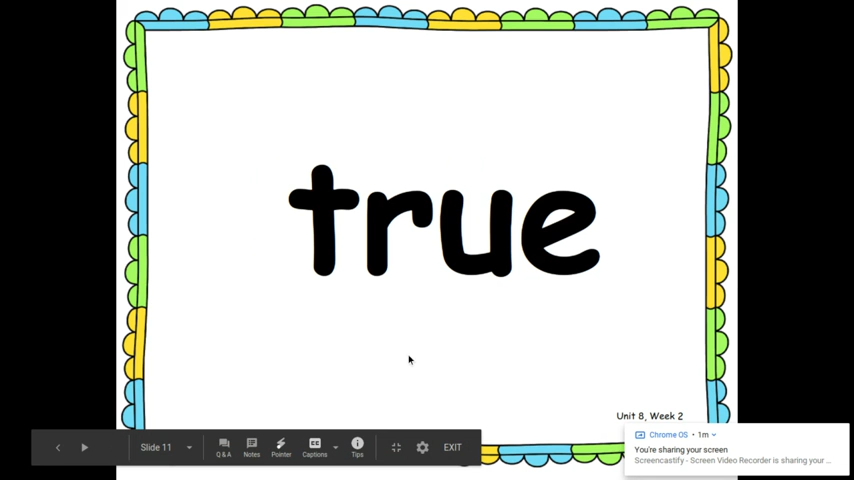 true
Unit 8, Week 2
Slide 11
Q & A
Notes
Pointer
Captions
Tips
EXIT
Chrome OS • 1m
You're sharing your screen
Screencastify - Screen Video Recorder is sharing your ...